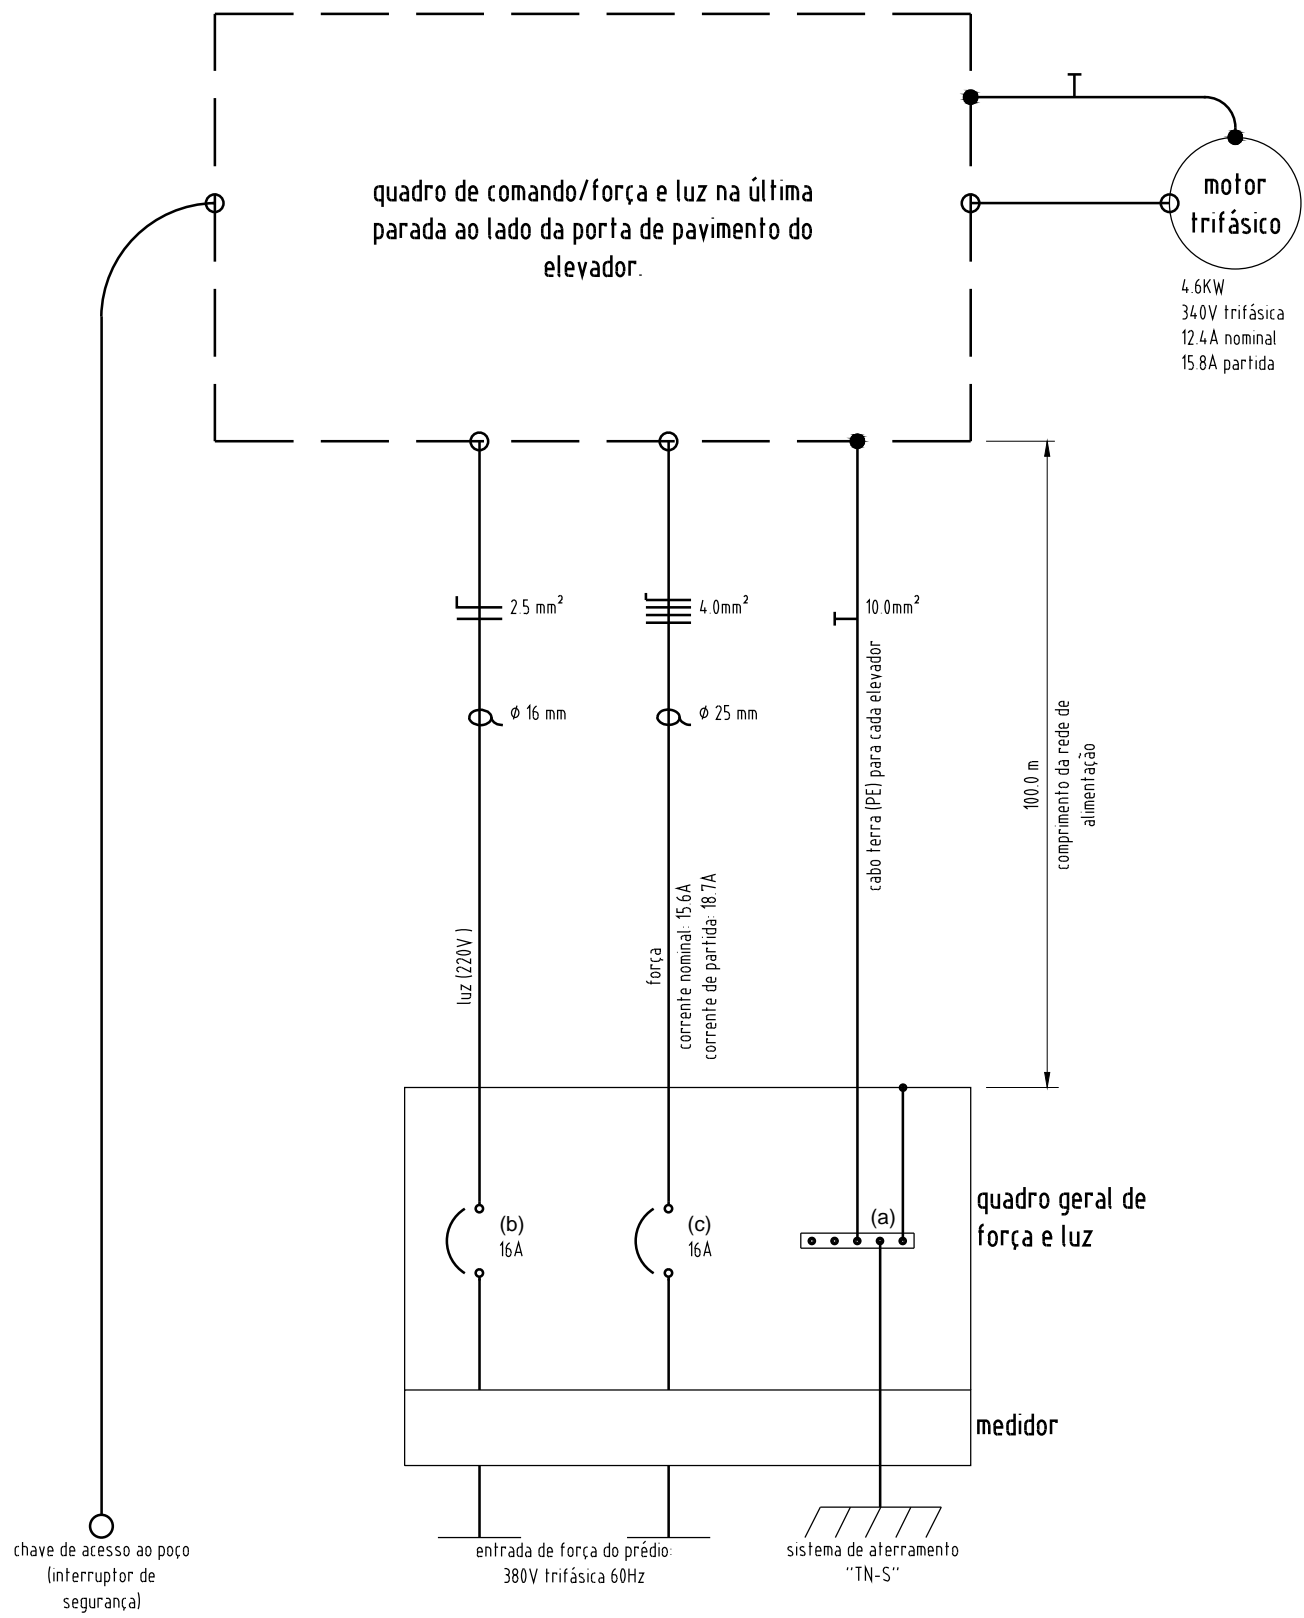 quadro de comando/força e luz na última
parada ao lado da porta de pavimento do
elevador.
motor
trifásico
4.6KW
340V trifásica
12.4A nominal
15.8A partida
2.5 mm²
4.0mm²
10.0mm²
ϕ 16 mm
ϕ 25 mm
cabo terra (PE) para cada elevador
100.0 m
comprimento da rede de
alimentação
luz (220V )
força
corrente nominal: 15.6A
corrente de partida: 18.7A
(b)
16A
(c)
16A
(a)
quadro geral de
força e luz
medidor
chave de acesso ao poço
(interruptor de
segurança)
entrada de força do prédio:
380V trifásica 60Hz
sistema de aterramento
"TN-S"